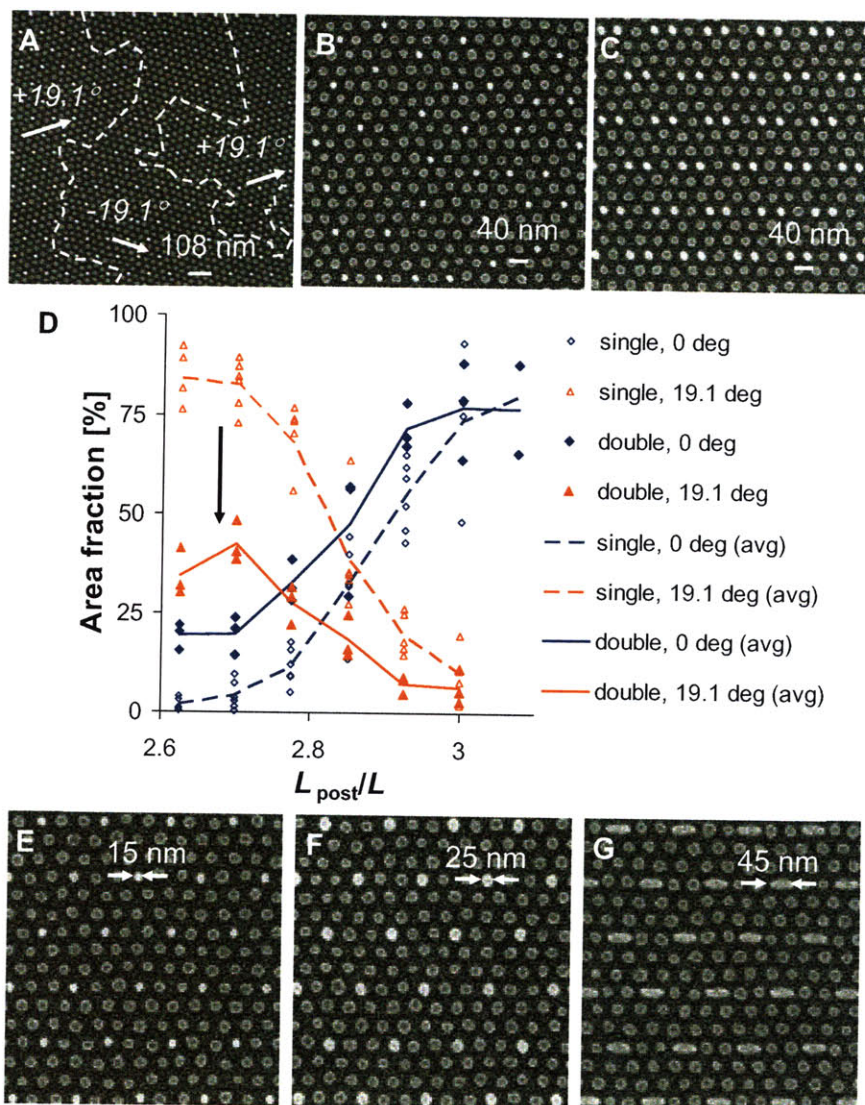 A
+19.1°
+19.1°
-19.1°
108 nm
B
40 nm
C
40 nm
D
100
75
50
25
0
Area fraction [%]
2.6
2.8
3
L post/L
single, 0 deg
single, 19.1 deg
double, 0 deg
double, 19.1 deg
single, 0 deg (avg)
single, 19.1 deg (avg)
double, 0 deg (avg)
double, 19.1 deg (avg)
E
15 nm
F
25 nm
G
45 nm